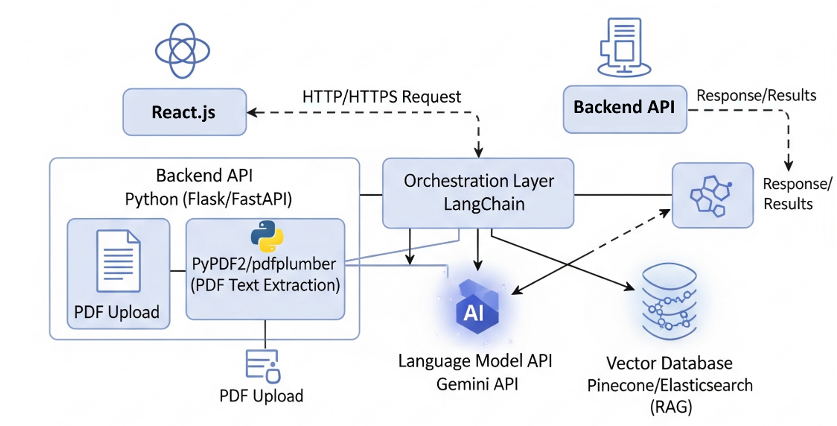 HTTP/HTTPS Request
React.js
Backend API
Response/Results
Backend API
Python (Flask/FastAPI)
Orchestration Layer
LangChain
Response/
Results
PyPDF2/pdfplumber
(PDF Text Extraction)
PDF Upload
AI
PDF Upload
Language Model API
Gemini API
Vector Database
Pinecone/Elasticsearch
(RAG)